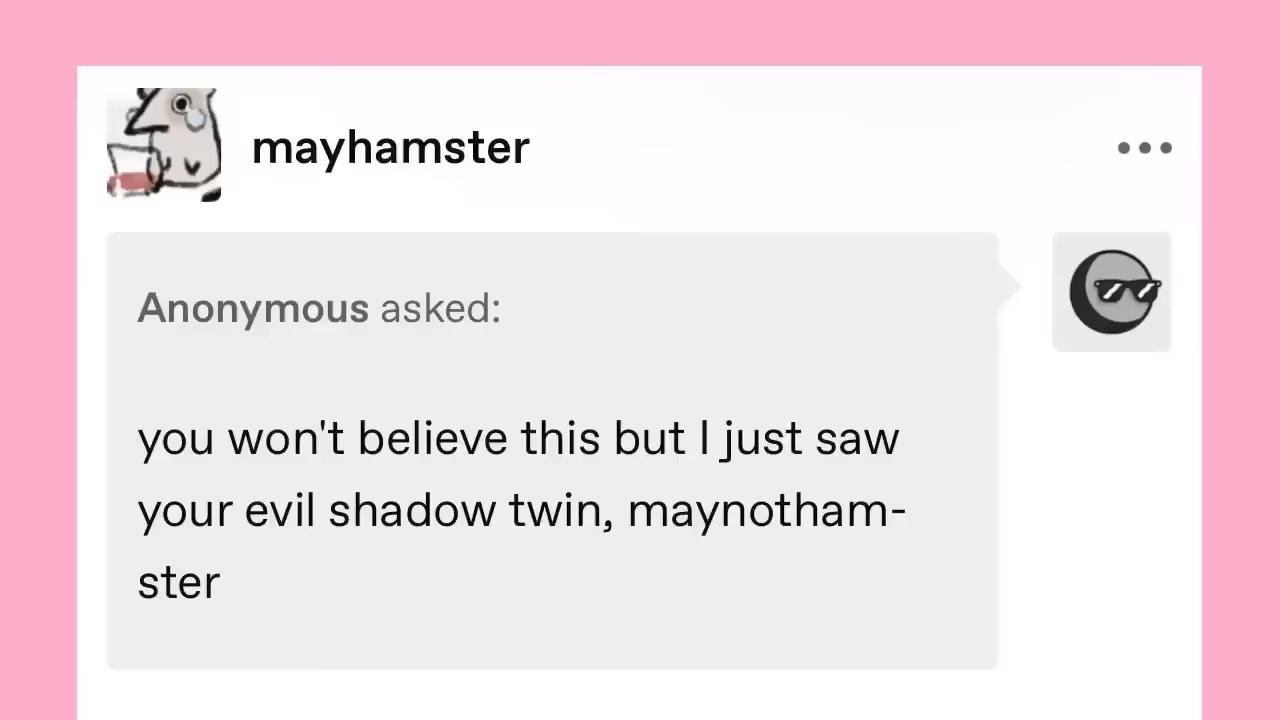 mayhamster
Anonymous asked:
you won't believe this but I just saw
your evil shadow twin, maynotham-
ster